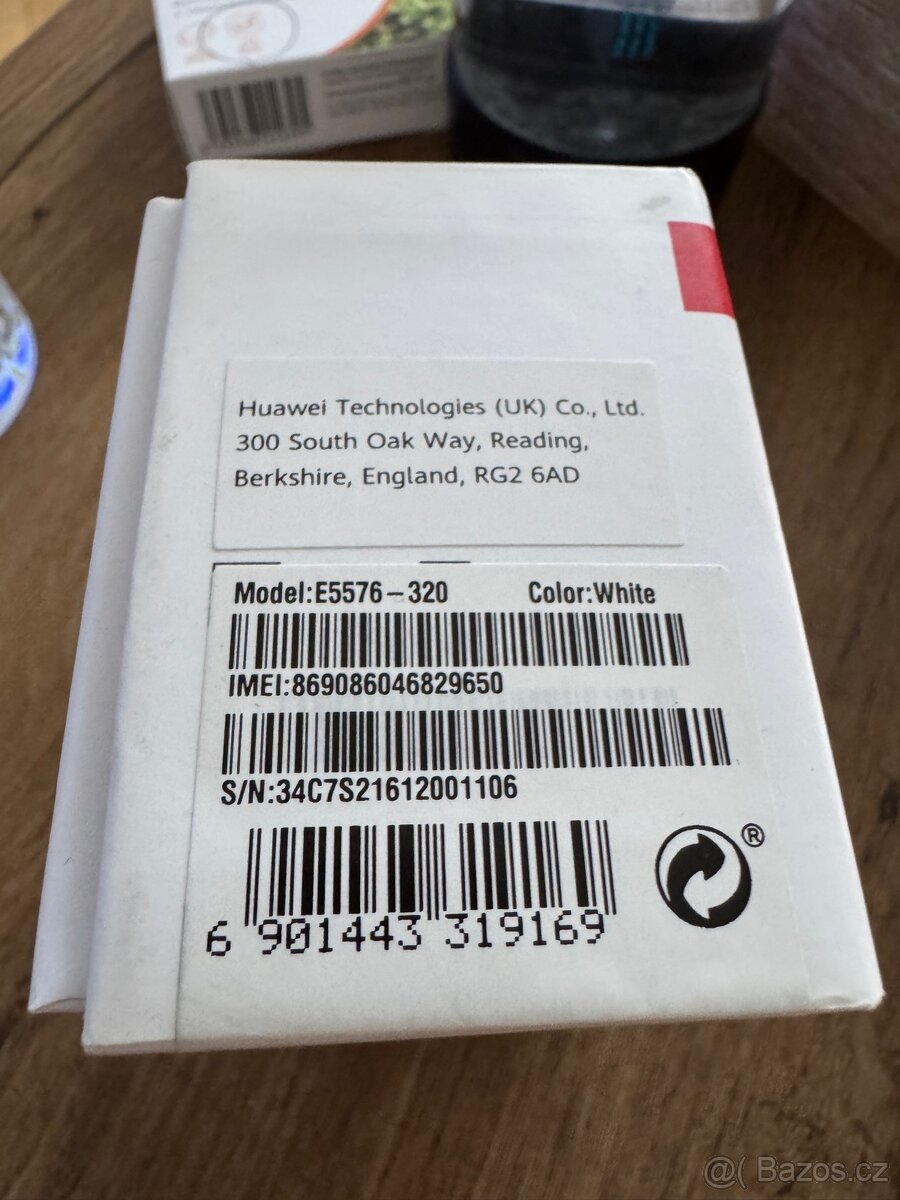 Huawei Technologies (UK) Co., Ltd.
300 South Oak Way, Reading,
Berkshire, England, RG2 6AD
Model:E5576-320 Color:White
IMEI:869086046829650
S/N:34C7S21612001106
®
6 901443 319169
@( Bazos.cz